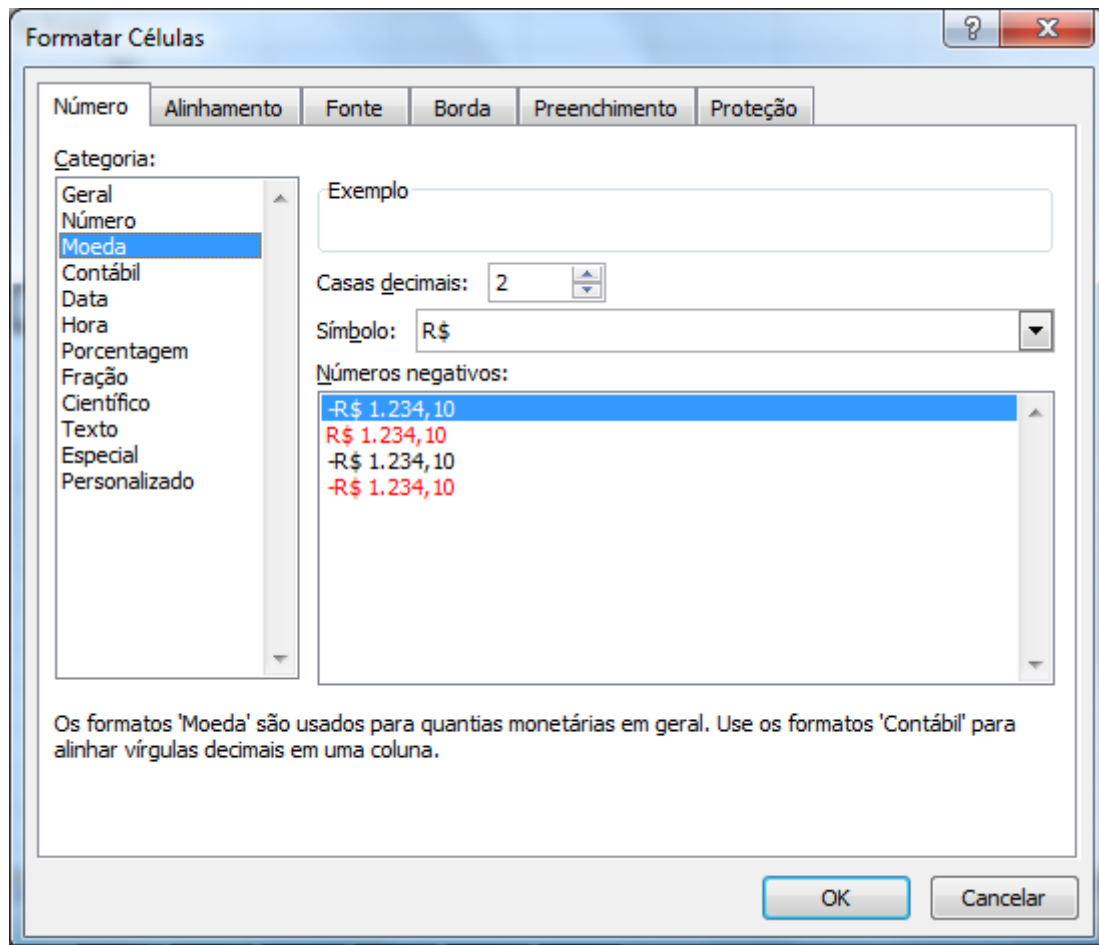 Formatar Células
Número Alinhamento Fonte Borda Preenchimento Proteção
Categoria:
Geral
Número
Moeda
Contábil
Data
Hora
Porcentagem
Fração
Científico
Texto
Especial
Personalizado
Exemplo
Casas decimais: 2
Símbolo: R$
Números negativos:
-R$ 1.234,10
R$ 1.234,10
-R$ 1.234,10
-R$ 1.234,10
Os formatos 'Moeda' são usados para quantias monetárias em geral. Use os formatos 'Contábil' para
alinhar vírgulas decimais em uma coluna.
OK Cancelar